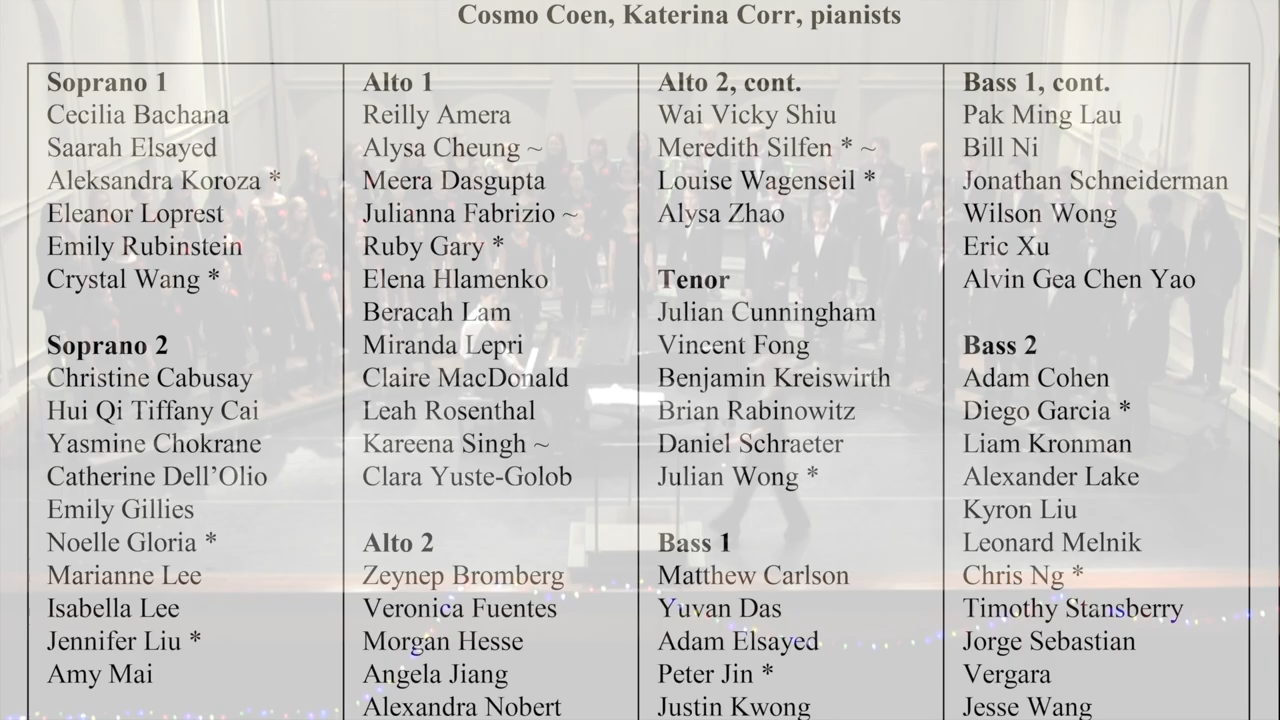 Cosmo Coen, Katerina Corr, pianists
Soprano 1
Cecilia Bachana
Saarah Elsayed
Aleksandra Koroza *
Eleanor Loprest
Emily Rubinstein
Crystal Wang *
Soprano 2
Christine Cabusay
Hui Qi Tiffany Cai
Yasmine Chokrane
Catherine Dell’Olio
Emily Gillies
Noelle Gloria *
Marianne Lee
Isabella Lee
Jennifer Liu *
Amy Mai
Alto 1
Reilly Amera
Alysa Cheung ~
Meera Dasgupta
Julianna Fabrizio ~
Ruby Gary *
Elena Hlamenko
Beracah Lam
Miranda Lepri
Claire MacDonald
Leah Rosenthal
Kareena Singh ~
Clara Yuste-Golob
Alto 2
Zeynep Bromberg
Veronica Fuentes
Morgan Hesse
Angela Jiang
Alexandra Nobert
Alto 2, cont.
Wai Vicky Shiu
Meredith Silfen * ~
Louise Wagenseil *
Alysa Zhao
Tenor
Julian Cunningham
Vincent Fong
Benjamin Kreiswirth
Brian Rabinowitz
Daniel Schraeter
Julian Wong *
Bass 1
Matthew Carlson
Yuvan Das
Adam Elsayed
Peter Jin *
Justin Kwong
Bass 1, cont.
Pak Ming Lau
Bill Ni
Jonathan Schneiderman
Wilson Wong
Eric Xu
Alvin Gea Chen Yao
Bass 2
Adam Cohen
Diego Garcia *
Liam Kronman
Alexander Lake
Kyron Liu
Leonard Melnik
Chris Ng *
Timothy Stansberry
Jorge Sebastian
Vergara
Jesse Wang